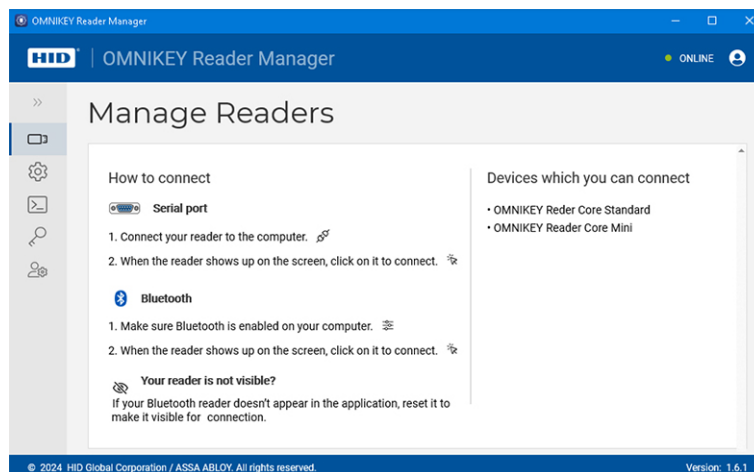 OMNIKEY Reader Manager
HID
OMNIKEY Reader Manager
ONLINE
Manage Readers
How to connect
Serial port
1. Connect your reader to the computer.
2. When the reader shows up on the screen, click on it to connect.
Bluetooth
1. Make sure Bluetooth is enabled on your computer.
2. When the reader shows up on the screen, click on it to connect.
Your reader is not visible?
If your Bluetooth reader doesn't appear in the application, reset it to
make it visible for connection.
Devices which you can connect
• OMNIKEY Reder Core Standard
• OMNIKEY Reader Core Mini
© 2024 HID Global Corporation / ASSA ABLOY. All rights reserved.
Version: 1.6.1